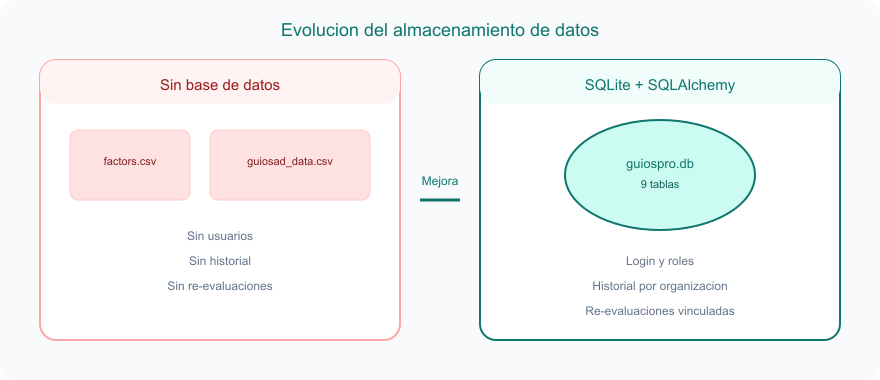 Evolucion del almacenamiento de datos
Sin base de datos
factors.csv
guiosad_data.csv
Sin usuarios
Sin historial
Sin re-evaluaciones
Mejora
SQLite + SQLAlchemy
guiospro.db
9 tablas
Login y roles
Historial por organizacion
Re-evaluaciones vinculadas